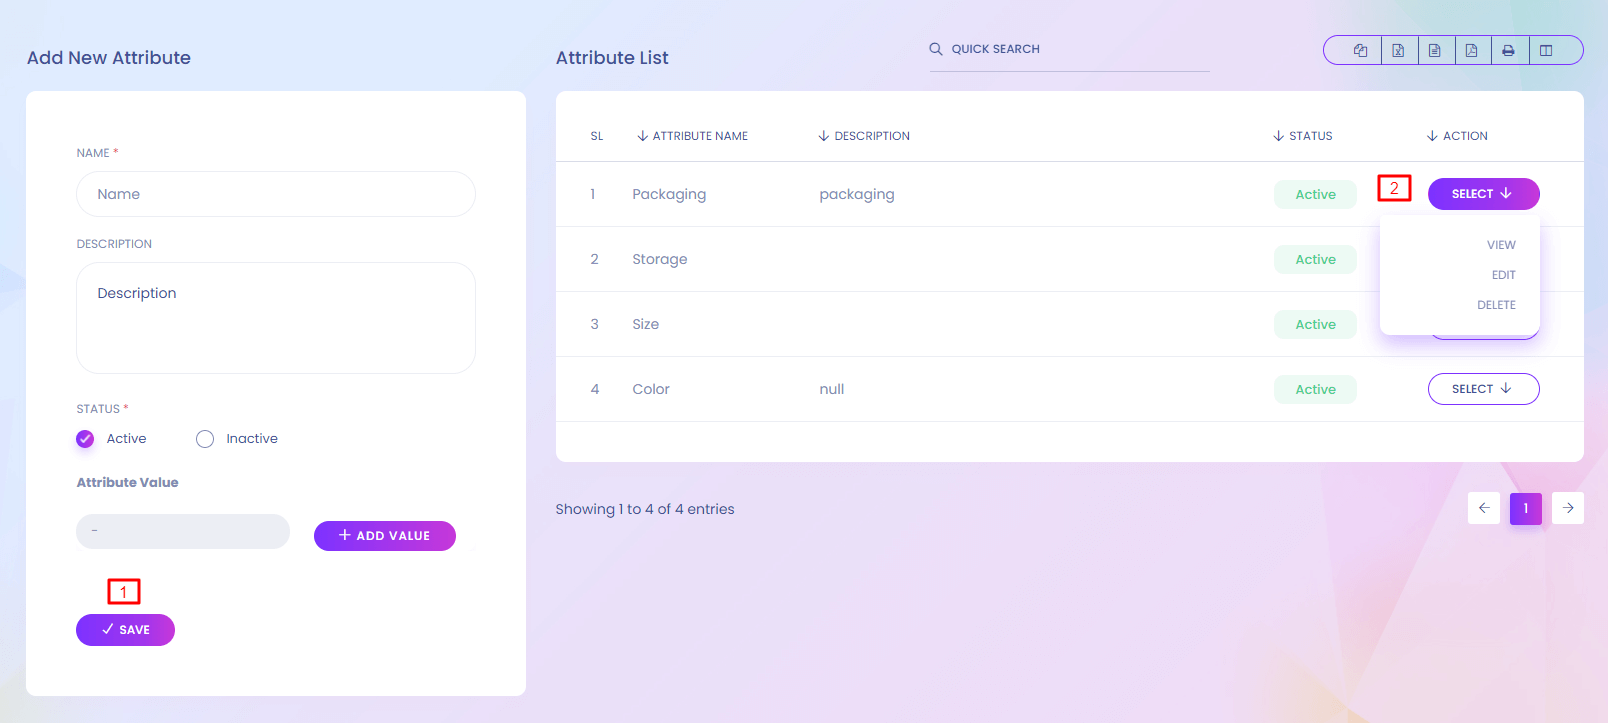 Add New Attribute
NAME *
Name
DESCRIPTION
Description
STATUS *
Active Inactive
Attribute Value
-
+ ADD VALUE
1
SAVE
Attribute List
QUICK SEARCH
SL ATTRIBUTE NAME DESCRIPTION STATUS ACTION
1 Packaging packaging Active 2 SELECT
VIEW
EDIT
DELETE
2 Storage Active
3 Size Active
4 Color null Active SELECT
Showing 1 to 4 of 4 entries
1